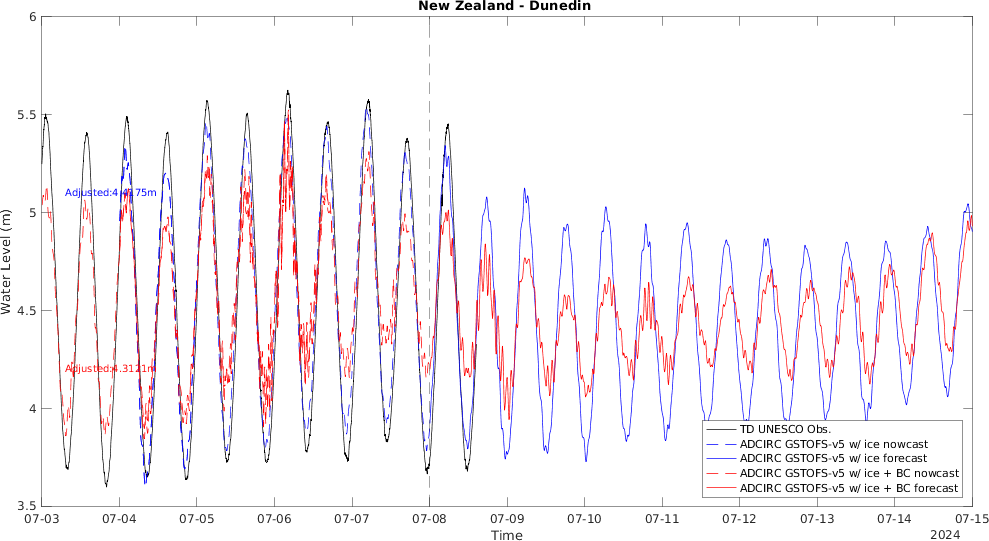 New Zealand - Dunedin
6
5.5
5
4.5
4
3.5
Water Level (m)
Adjusted:4.4175m
Adjusted:4.3121m
TD UNESCO Obs.
ADCIRC GSTOFS-v5 w/ ice nowcast
ADCIRC GSTOFS-v5 w/ ice forecast
ADCIRC GSTOFS-v5 w/ ice + BC nowcast
ADCIRC GSTOFS-v5 w/ ice + BC forecast
07-03 07-04 07-05 07-06 07-07 07-08 07-09 07-10 07-11 07-12 07-13 07-14 07-15
Time
2024